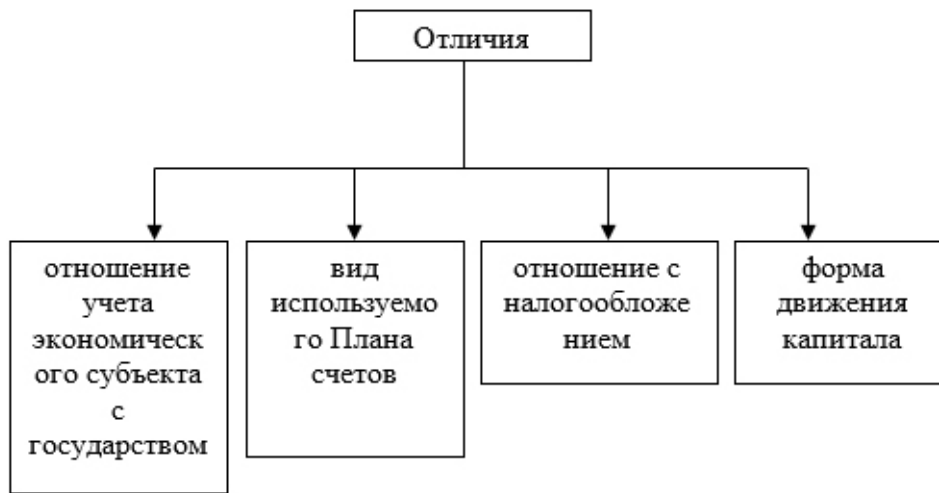 Отличия
отношение
учета
экономическ
ого субъекта
с
государством
вид
используемо
го Плана
счетов
отношение с
налогообложе
нием
форма
движения
капитала